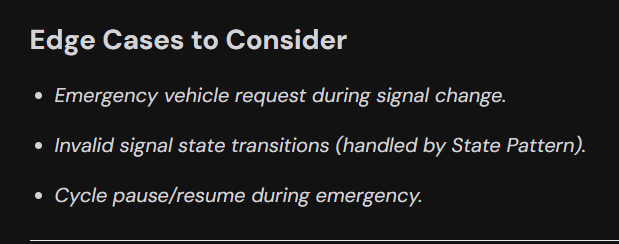 Edge Cases to Consider
• Emergency vehicle request during signal change.
• Invalid signal state transitions (handled by State Pattern).
• Cycle pause/resume during emergency.